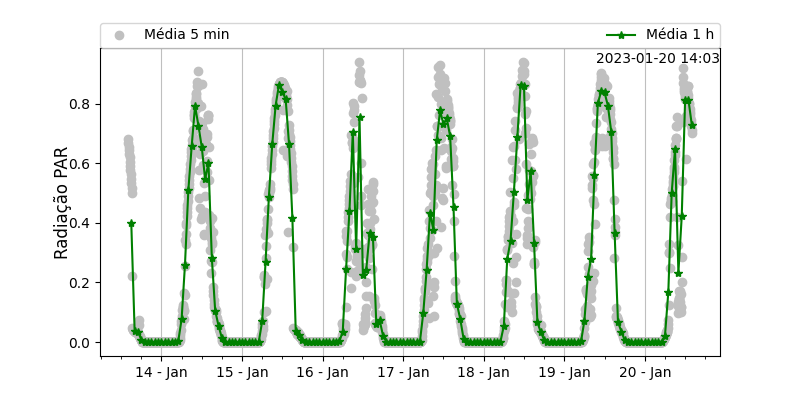 Média 5 min
Média 1 h
2023-01-20 14:03
Radiação PAR
0.8
0.6
0.4
0.2
0.0
14 - Jan
15 - Jan
16 - Jan
17 - Jan
18 - Jan
19 - Jan
20 - Jan